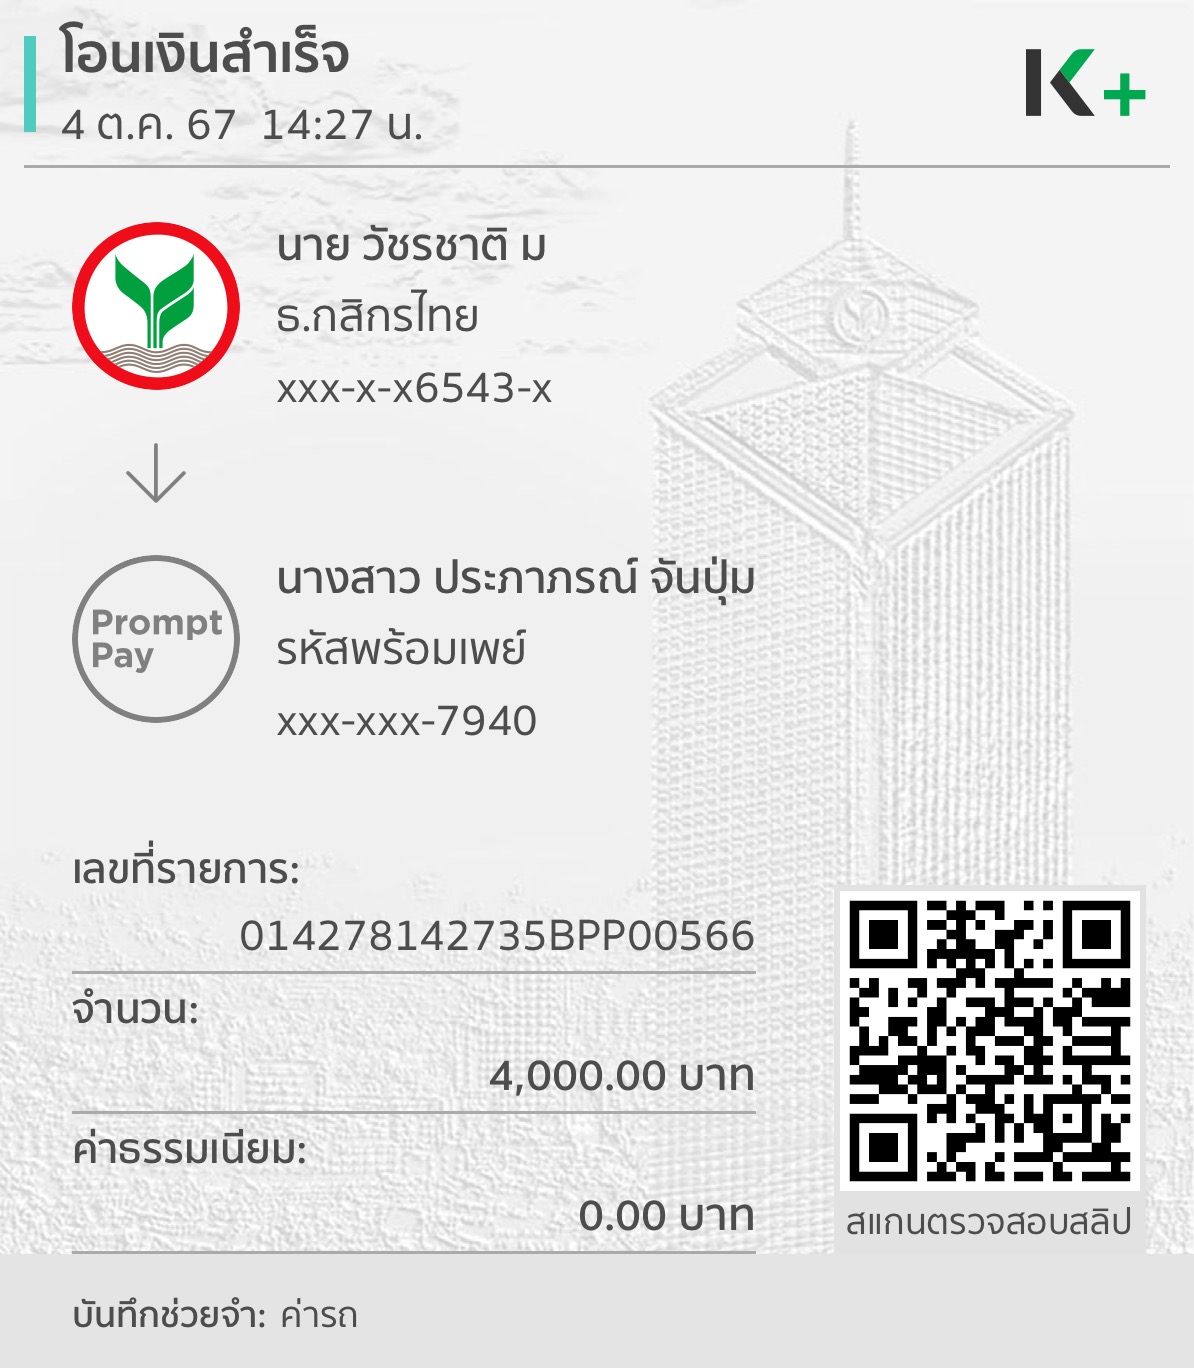 โอนเงินสำเร็จ
4 ต.ค. 67 14:27 น.
K+
นาย วัชรชาติ ม
ธ.กสิกรไทย
xxx-x-x6543-x
Prompt
Pay
นางสาว ประภาภรณ์ จันปุ่ม
รหัสพร้อมเพย์
xxx-xxx-7940
เลขที่รายการ:
014278142735BPP00566
จำนวน:
4,000.00 บาท
ค่าธรรมเนียม:
0.00 บาท
สแกนตรวจสอบสลิป
บันทึกช่วยจำ: ค่ารถ